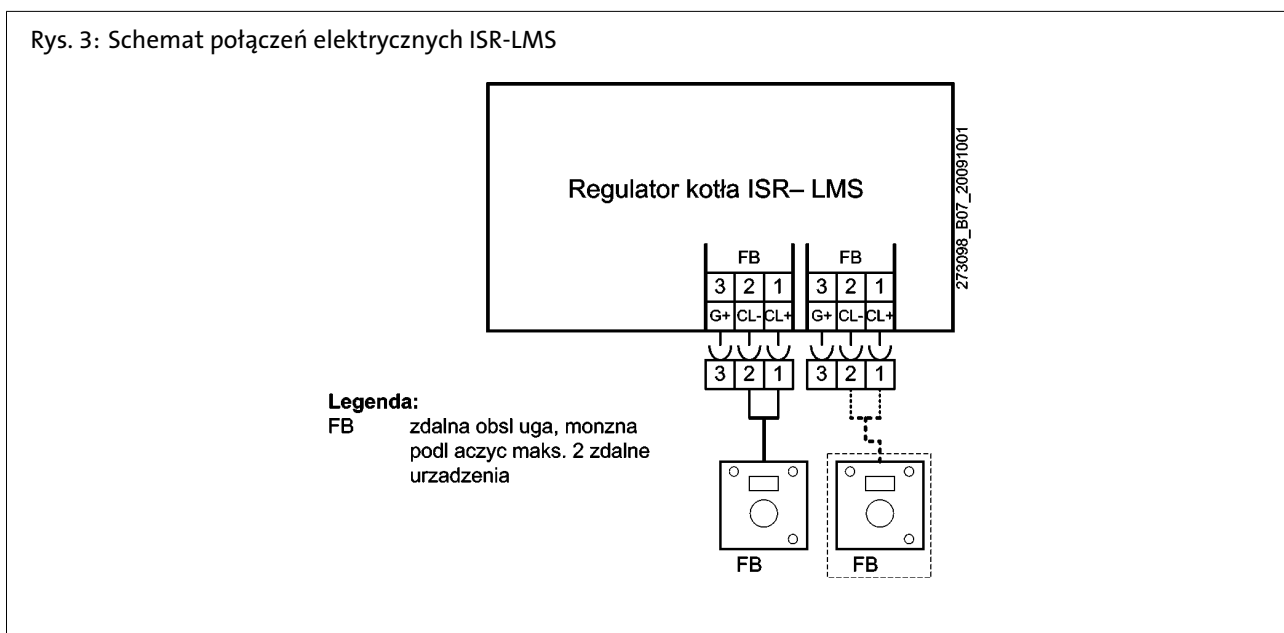 Rys. 3: Schemat połączeń elektrycznych ISR-LMS
Regulator kotła ISR– LMS
273098_B07_20091001
FB FB
3 2 1 3 2 1
G+ CL- CL+ G+ CL- CL+
3 2 1 3 2 1
Legenda:
FB zdalna obsl uga, monzna
podl aczyc maks. 2 zdalne
urzadzenia
FB FB